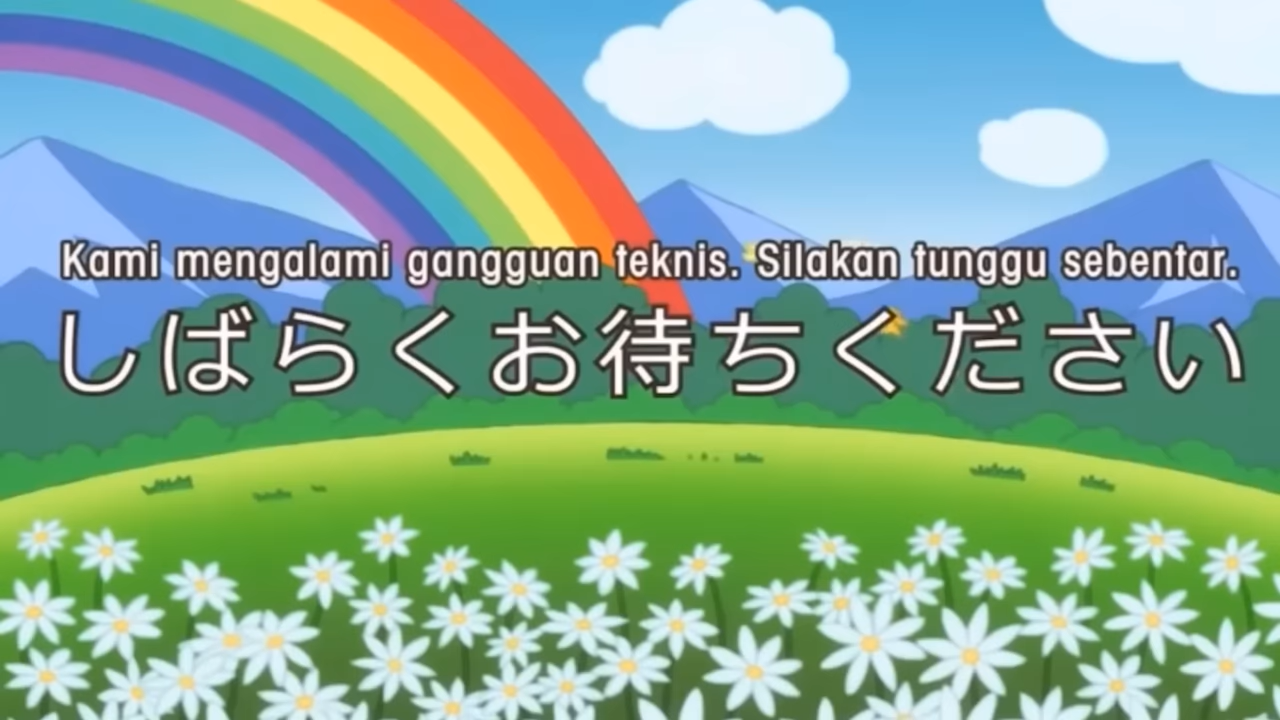 Kami mengalami gangguan teknis. Silakan tunggu sebentar.
しばらくお待ちください